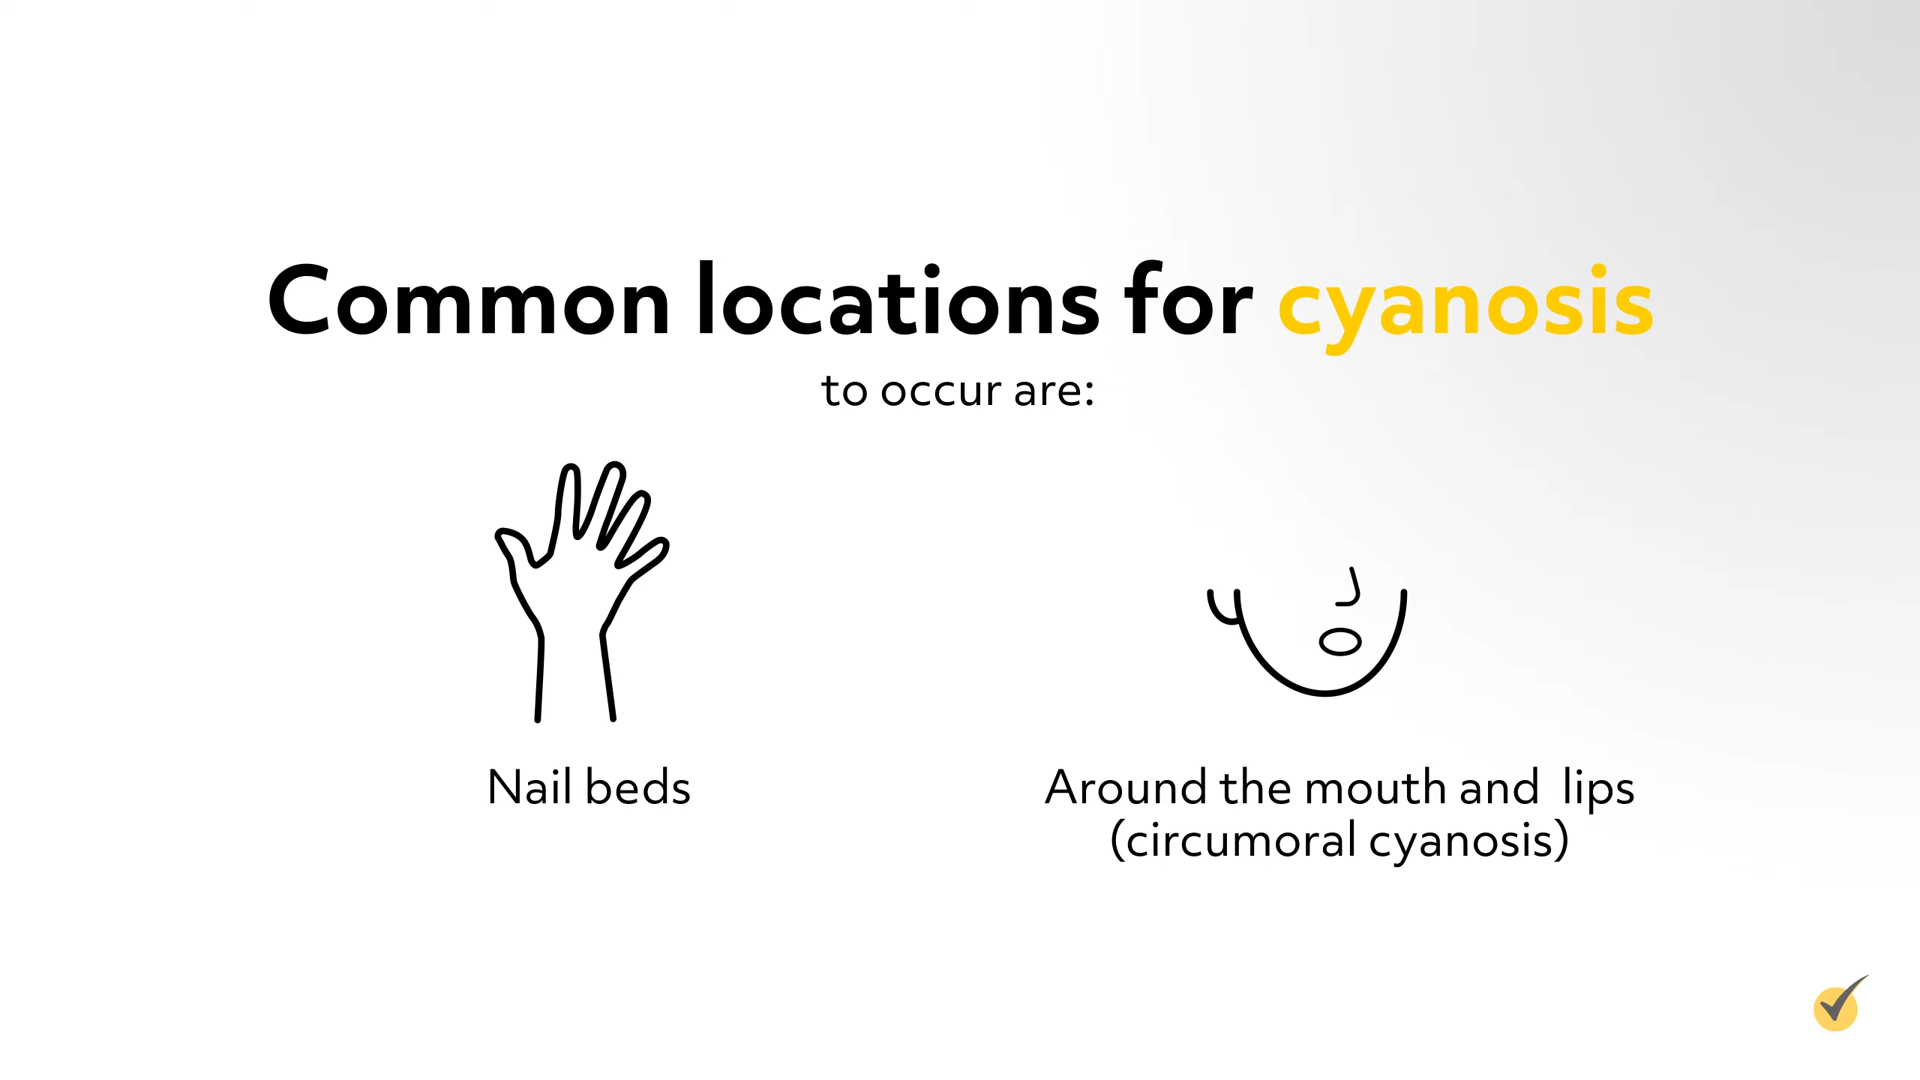 Common locations for cyanosis
to occur are:
Nail beds
Around the mouth and lips
(circumoral cyanosis)